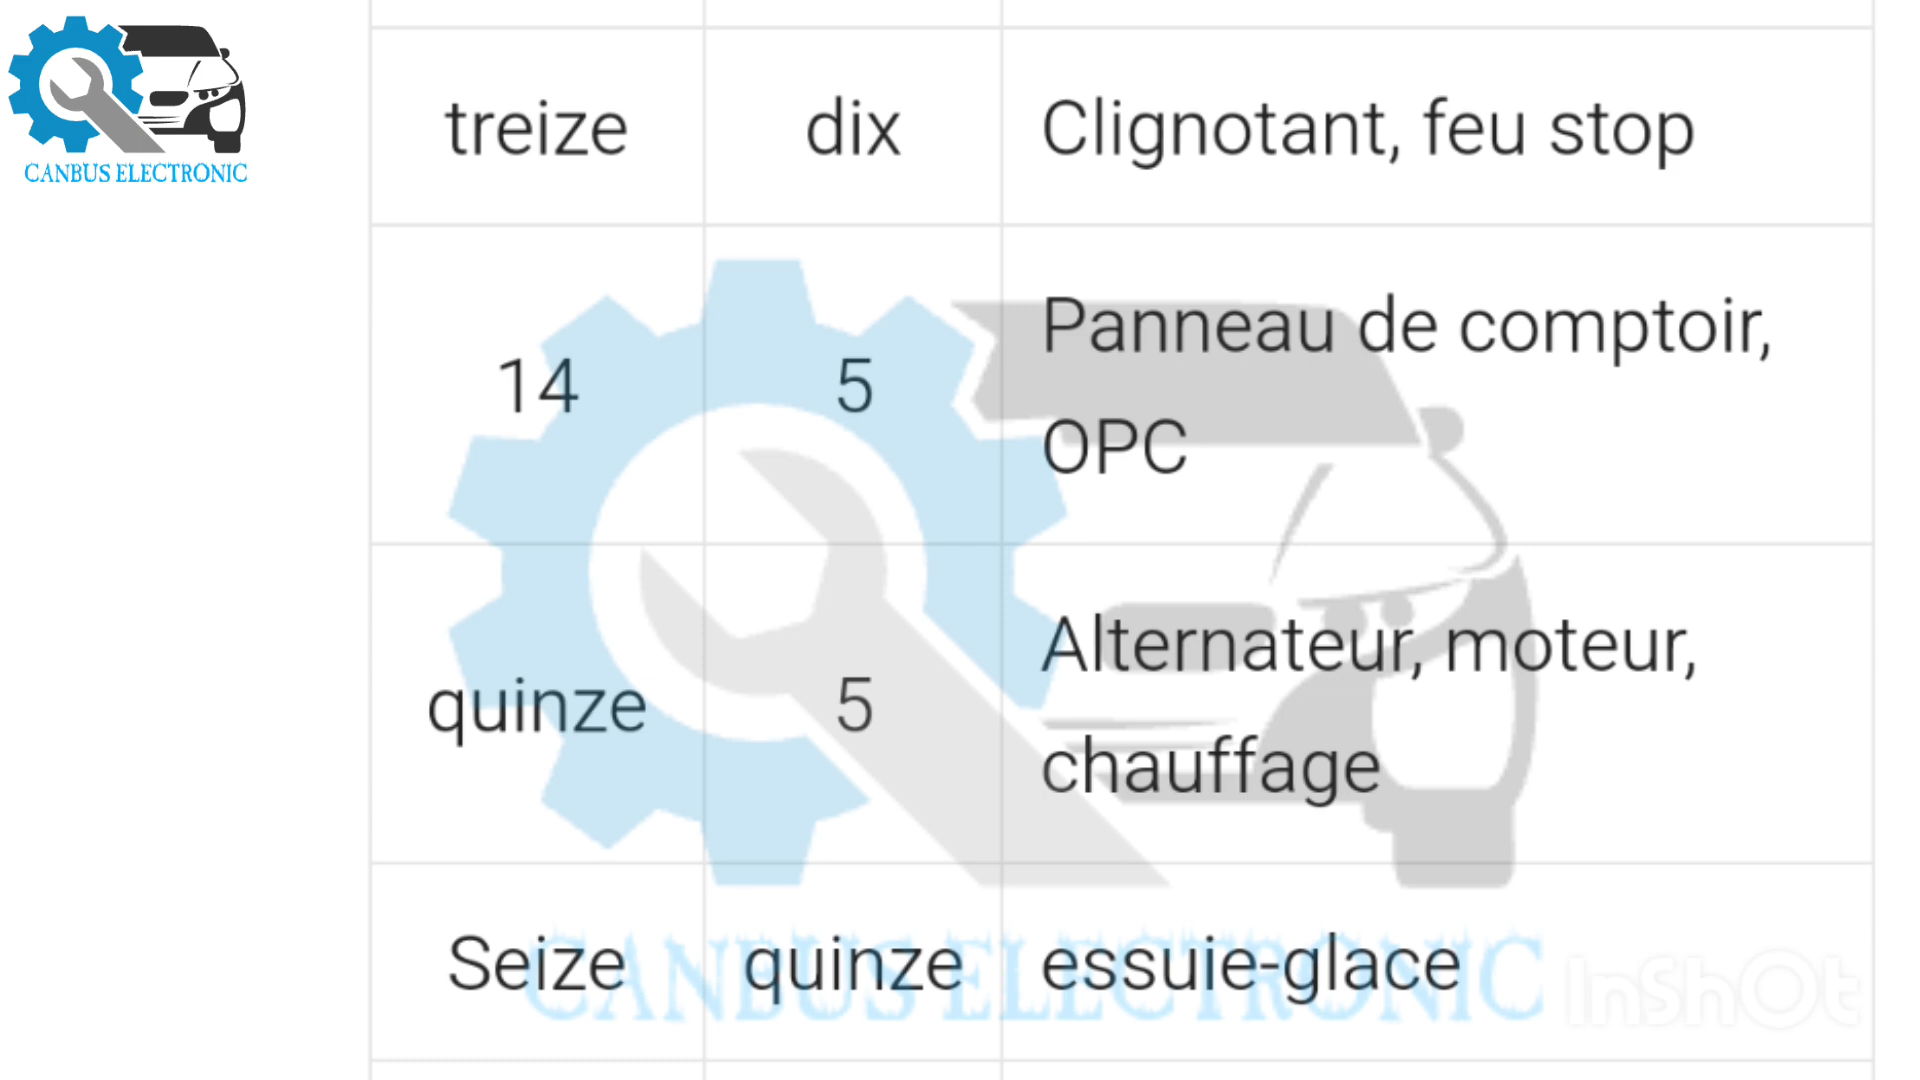 CANBUS ELECTRONIC
treize dix Clignotant, feu stop
14 5 Panneau de comptoir,
OPC
quinze 5 Alternateur, moteur,
chauffage
Seize quinze essuie-glace
CANBUS ELECTRONIC
InShOt